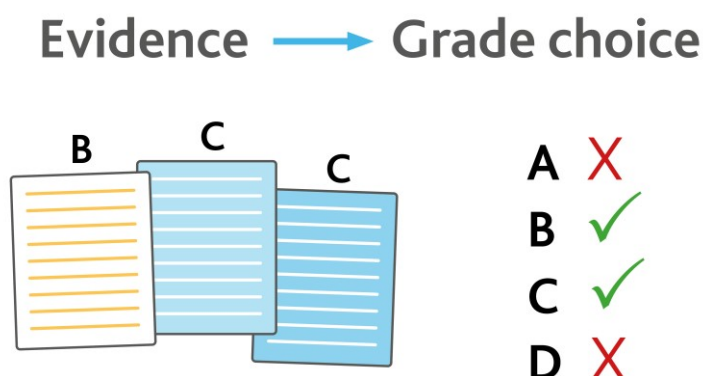 Evidence → Grade choice
B C C
A X
B ✓
C ✓
D X